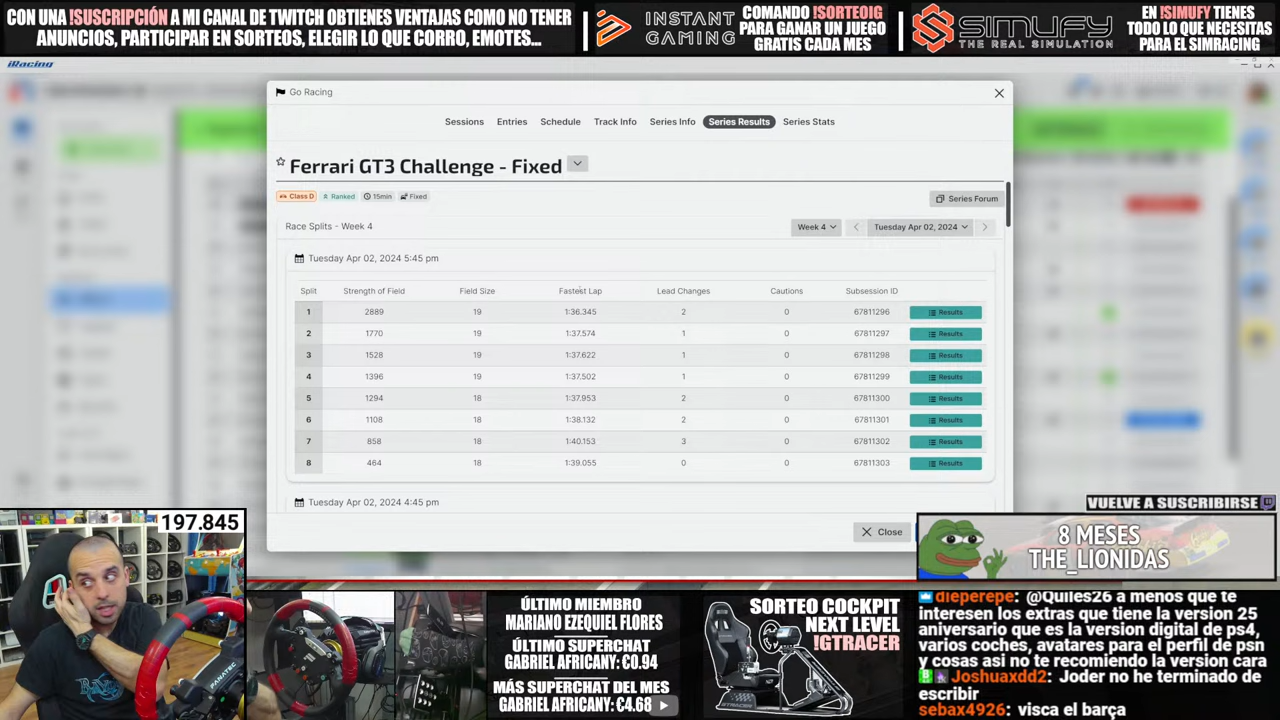 CON UNA !SUSCRIPCIÓN A MI CANAL DE TWITCH OBTIENES VENTAJAS COMO NO TENER
ANUNCIOS, PARTICIPAR EN SORTEOS, ELEGIR LO QUE CORRO, EMOTES...
INSTANT
GAMING
COMANDO !SORTEOIG
PARA GANAR UN JUEGO
GRATIS CADA MES
SIMUFY
THE REAL SIMULATION
EN !SIMUFY TIENES
TODO LO QUE NECESITAS
PARA EL SIMRACING
iRacing
Go Racing
Sessions Entries Schedule Track Info Series Info Series Results Series Stats
Ferrari GT3 Challenge - Fixed
Class D Ranked 15min Fixed
Series Forum
Race Splits - Week 4
Week 4
Tuesday Apr 02, 2024
Tuesday Apr 02, 2024 5:45 pm
Split Strength of Field Field Size Fastest Lap Lead Changes Cautions Subsession ID
1 2889 19 1:36.345 2 0 67811296 Results
2 1770 19 1:37.574 1 0 67811297 Results
3 1528 19 1:37.622 1 0 67811298 Results
4 1396 19 1:37.502 1 0 67811299 Results
5 1294 18 1:37.953 2 0 67811300 Results
6 1108 18 1:38.132 2 0 67811301 Results
7 858 18 1:40.153 3 0 67811302 Results
8 464 18 1:39.055 0 0 67811303 Results
Tuesday Apr 02, 2024 4:45 pm
Close
197.845
VUELVE A SUSCRIBIRSE
8 MESES
THE_LIONIDAS
FANATEC
ÚLTIMO MIEMBRO
MARIANO EZEQUIEL FLORES
ÚLTIMO SUPERCHAT
GABRIEL AFRICANY: €0.94
MÁS SUPERCHAT DEL MES
GABRIEL AFRICANY: €4.68
SORTEO COCKPIT
NEXT LEVEL
!GTRACER
dieperepe: @Quiles26 a menos que te
interesen los extras que tiene la version 25
aniversario que es la version digital de ps4,
varios coches, avatares para el perfil de psn
y cosas asi no te recomiendo la version cara
Joshuaxdd2: Joder no he terminado de
escribir
sebax4926: visca el barça